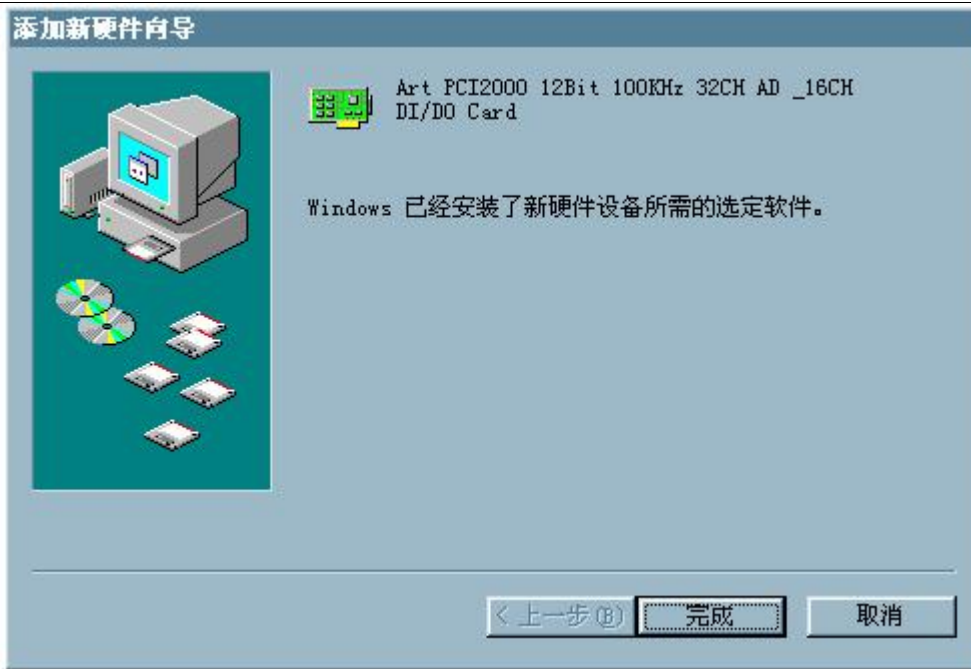 添加新硬件向导
Art PCI2000 12Bit 100KHz 32CH AD _16CH
DI/DO Card
Windows 已经安装了新硬件设备所需的选定软件。
< 上一步(B)
完成
取消